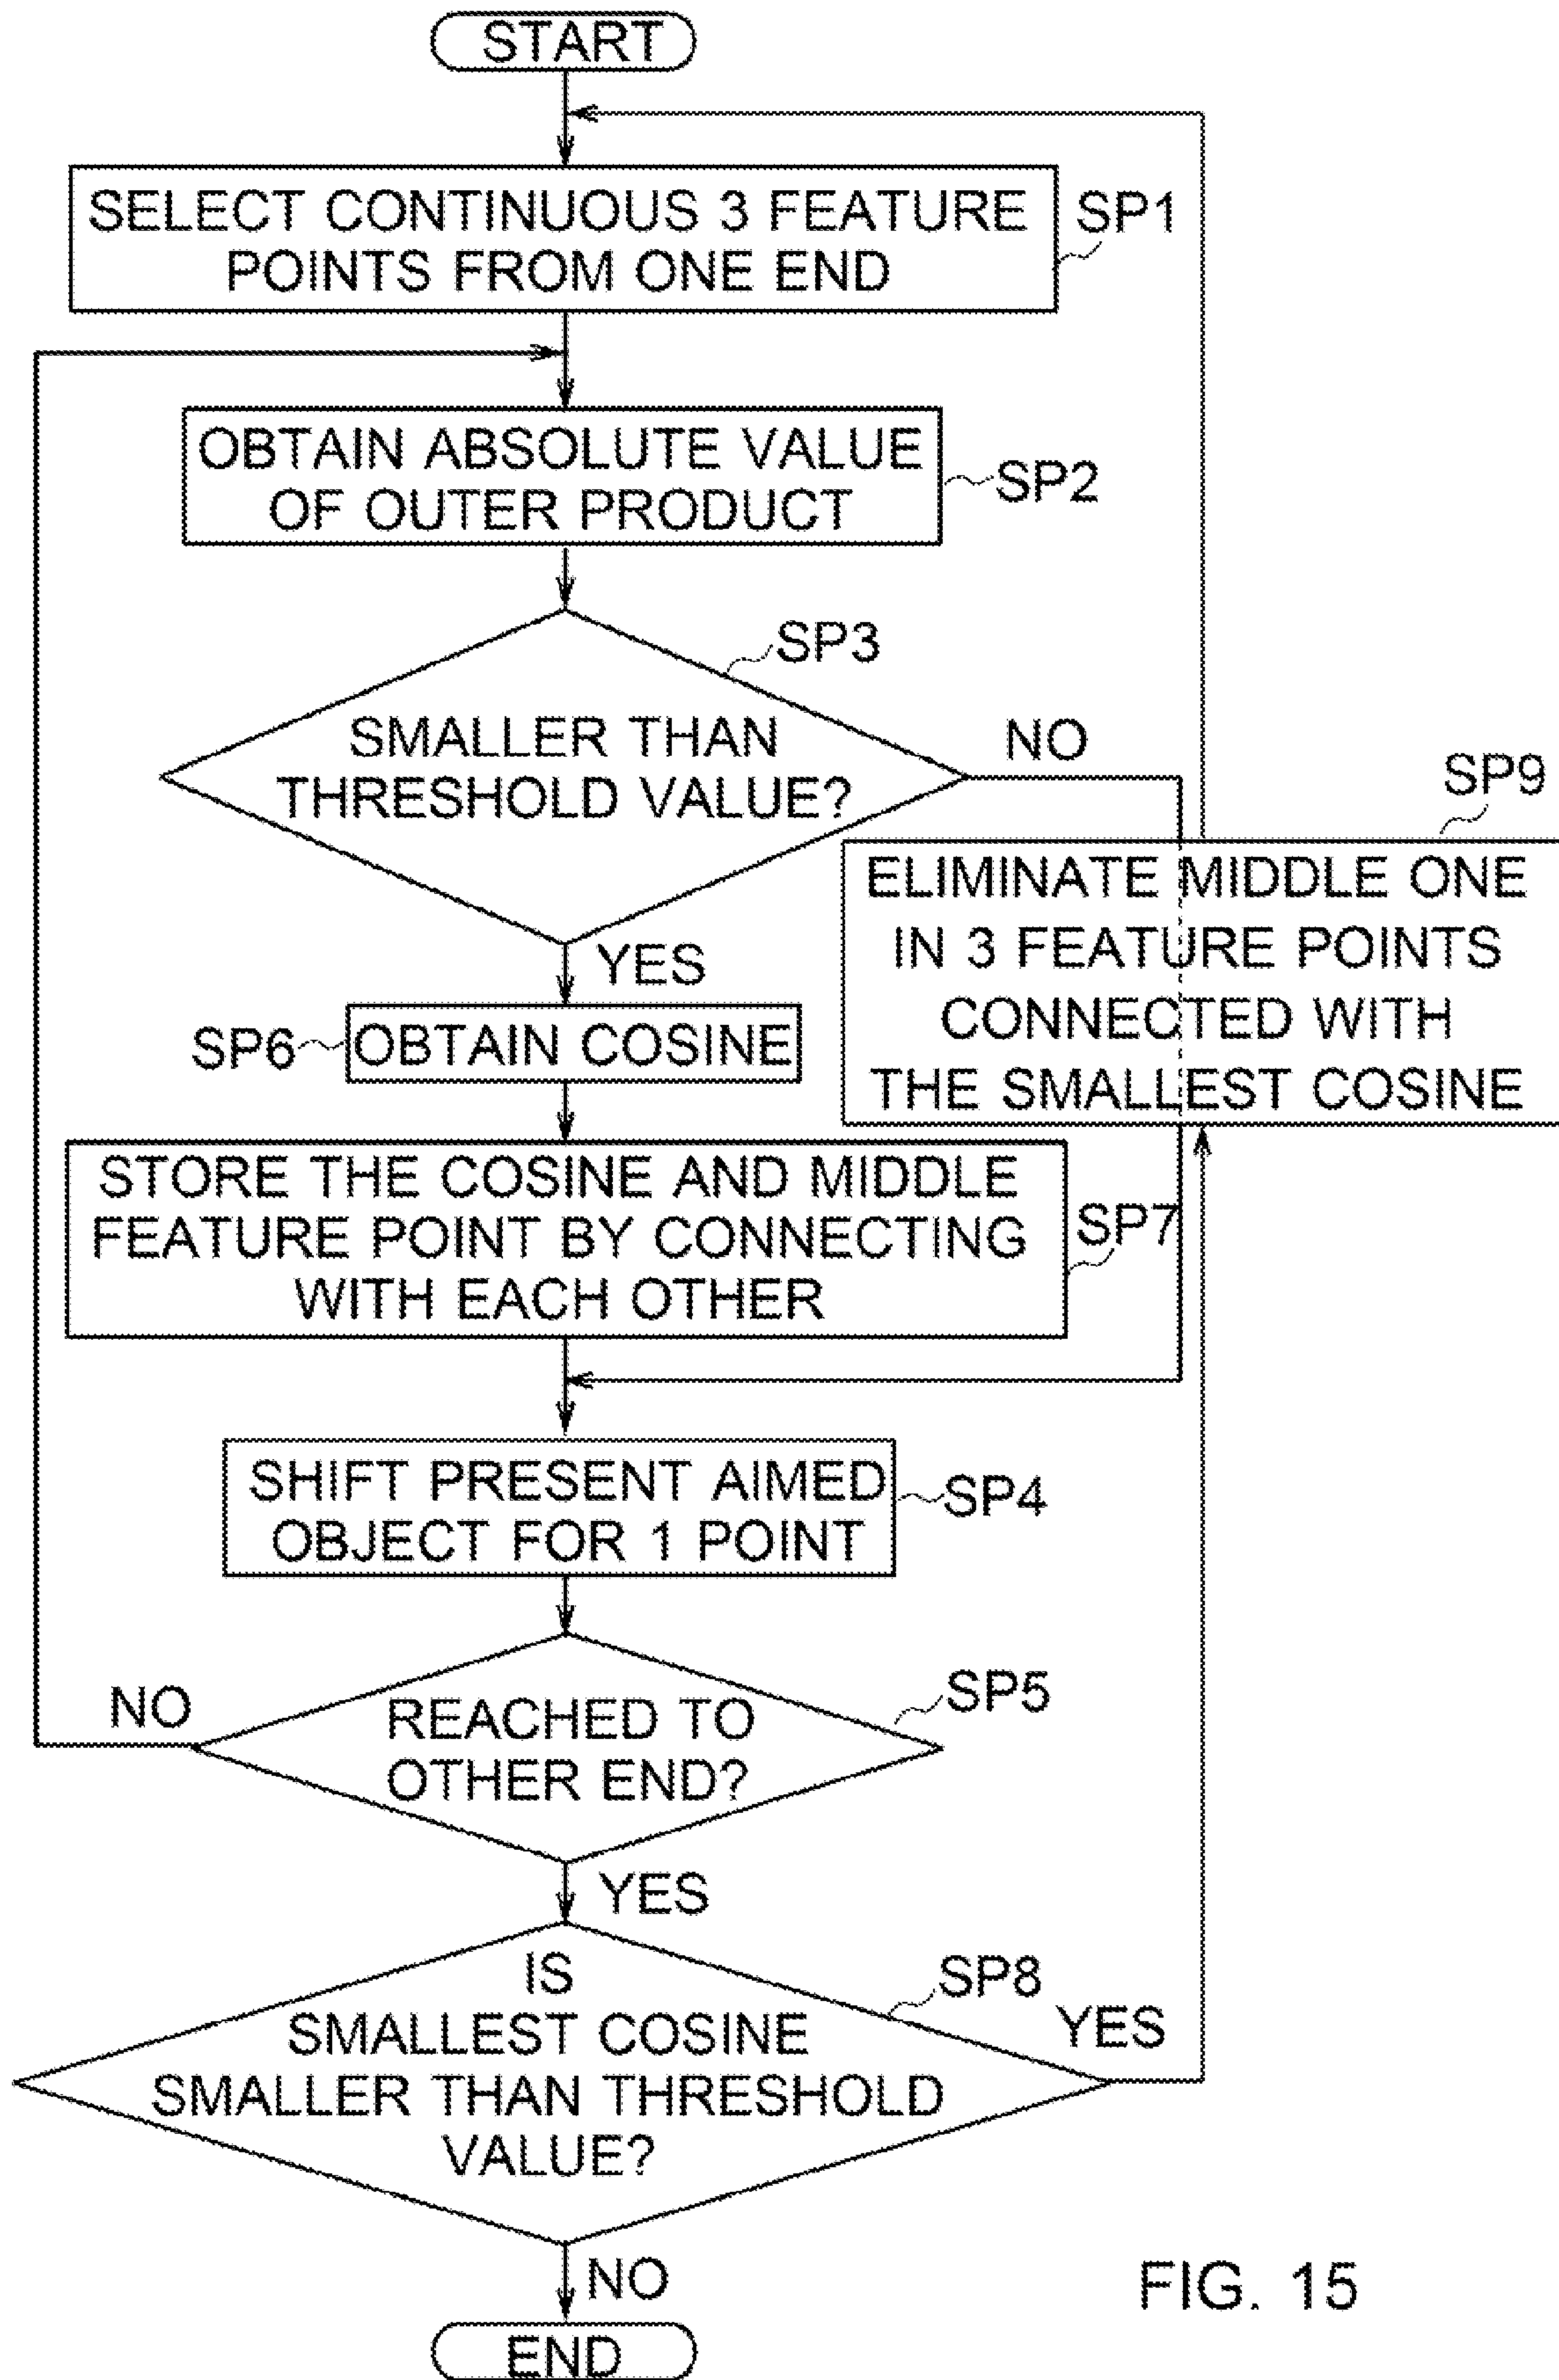 START
SELECT CONTINUOUS 3 FEATURE
POINTS FROM ONE END
SP1
OBTAIN ABSOLUTE VALUE
OF OUTER PRODUCT
SP2
SP3
SMALLER THAN
THRESHOLD VALUE?
NO
YES
SP9
ELIMINATE MIDDLE ONE
IN 3 FEATURE POINTS
CONNECTED WITH
THE SMALLEST COSINE
SP6
OBTAIN COSINE
STORE THE COSINE AND MIDDLE
FEATURE POINT BY CONNECTING
WITH EACH OTHER
SP7
SHIFT PRESENT AIMED
OBJECT FOR 1 POINT
SP4
NO
REACHED TO
OTHER END?
SP5
YES
IS
SMALLEST COSINE
SMALLER THAN THRESHOLD
VALUE?
SP8
YES
NO
END
FIG. 15